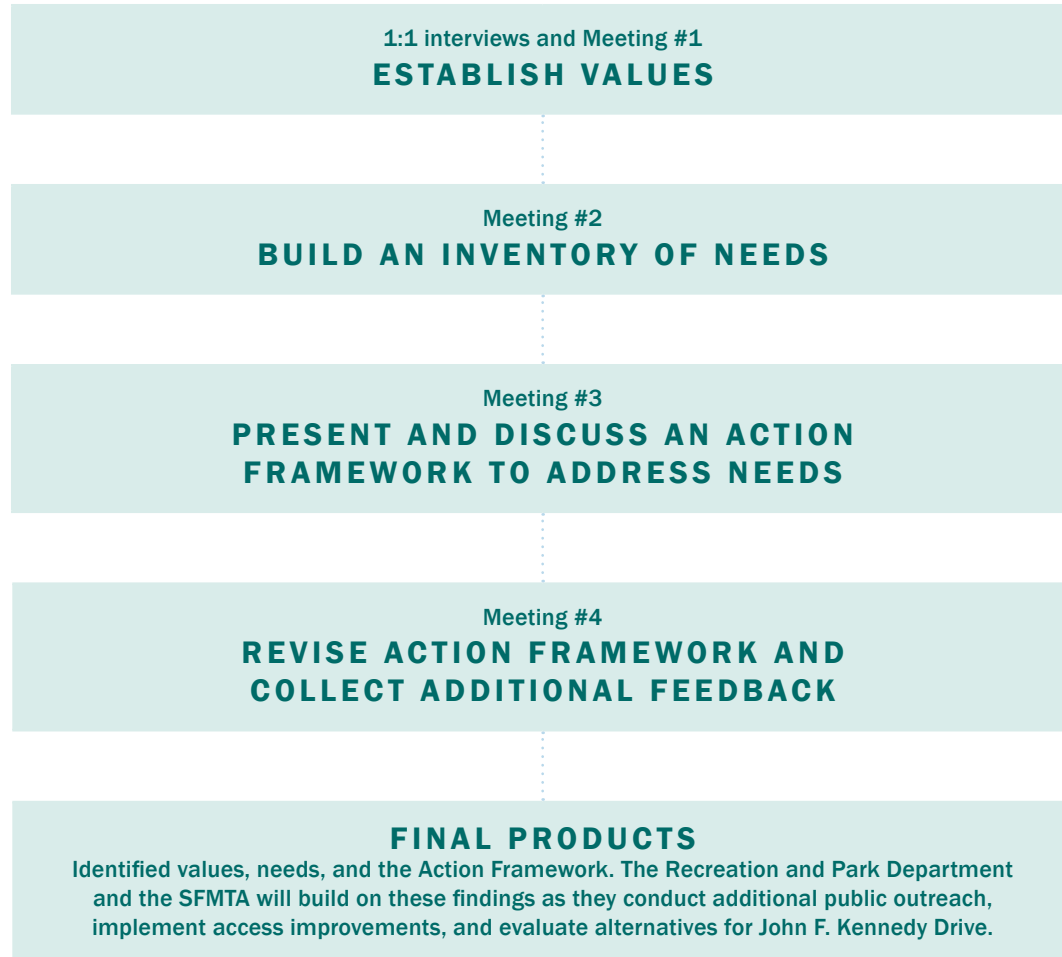 1:1 interviews and Meeting #1
ESTABLISH VALUES
Meeting #2
BUILD AN INVENTORY OF NEEDS
Meeting #3
PRESENT AND DISCUSS AN ACTION
FRAMEWORK TO ADDRESS NEEDS
Meeting #4
REVISE ACTION FRAMEWORK AND
COLLECT ADDITIONAL FEEDBACK
FINAL PRODUCTS
Identified values, needs, and the Action Framework. The Recreation and Park Department
and the SFMTA will build on these findings as they conduct additional public outreach,
implement access improvements, and evaluate alternatives for John F. Kennedy Drive.